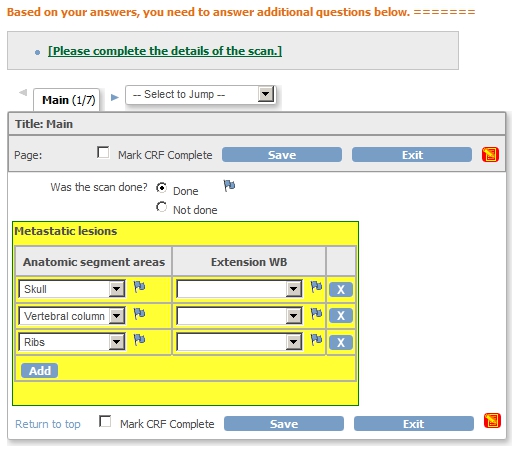 Based on your answers, you need to answer additional questions below. =======
[Please complete the details of the scan.]
Main (1/7) -- Select to Jump --
Title: Main
Page: Mark CRF Complete Save Exit
Was the scan done? Done
Not done
Metastatic lesions
Anatomic segment areas Extension WB
Skull X
Vertebral column X
Ribs X
Add
Return to top Mark CRF Complete Save Exit